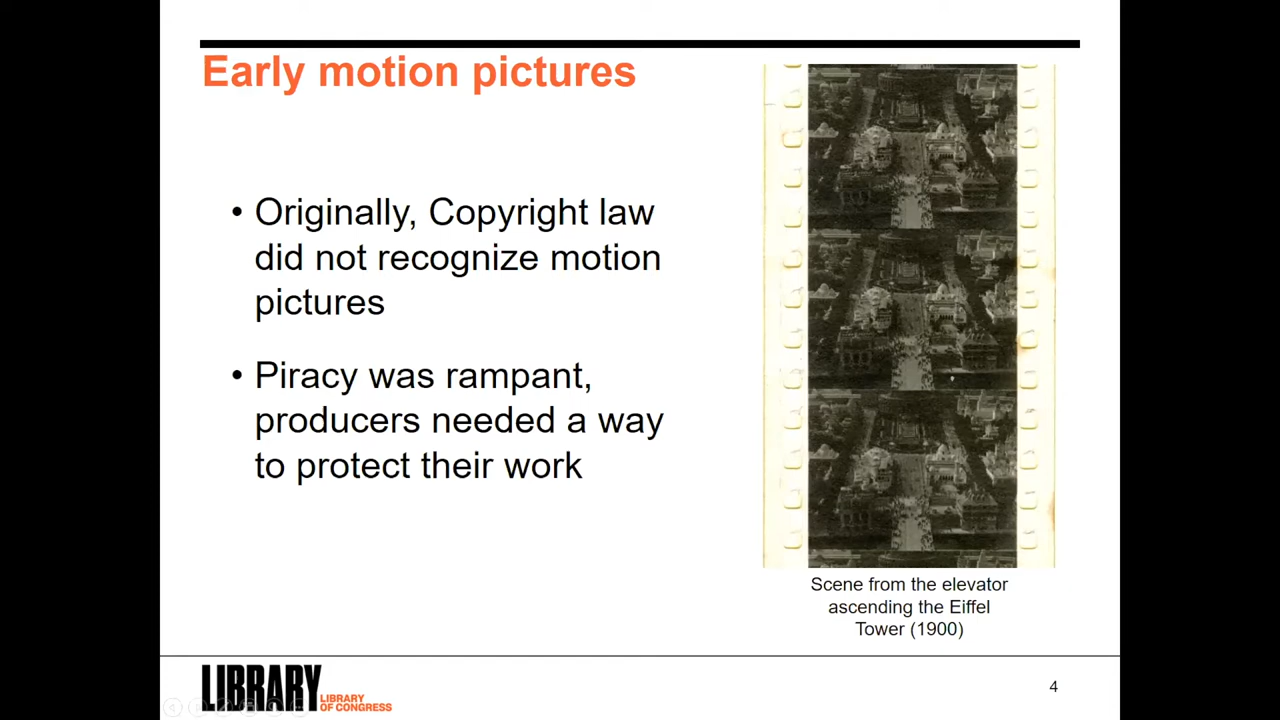 Early motion pictures
• Originally, Copyright law
did not recognize motion
pictures
• Piracy was rampant,
producers needed a way
to protect their work
Scene from the elevator
ascending the Eiffel
Tower (1900)
LIBRARY
LIBRARY
OF CONGRESS
4